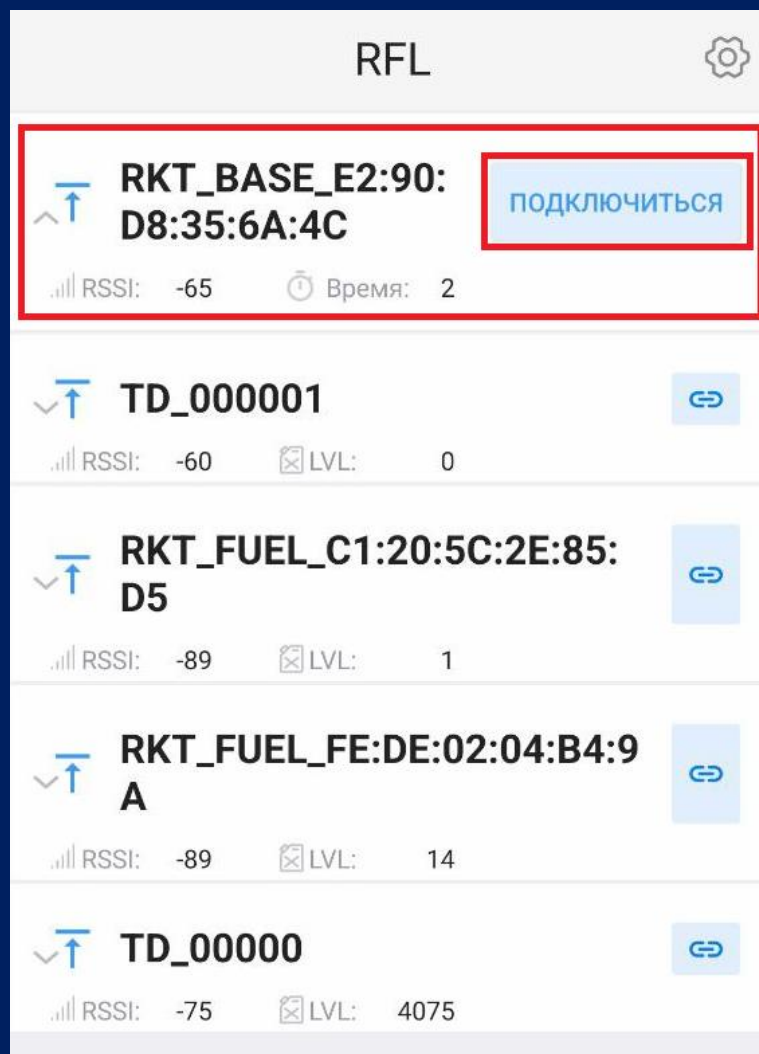 RFL
RKT_BASE_E2:90:
D8:35:6A:4C
ПОДКЛЮЧИТЬСЯ
RSSI: -65 Время: 2
TD_000001
RSSI: -60 LVL: 0
RKT_FUEL_C1:20:5C:2E:85:
D5
RSSI: -89 LVL: 1
RKT_FUEL_FE:DE:02:04:B4:9
A
RSSI: -89 LVL: 14
TD_00000
RSSI: -75 LVL: 4075